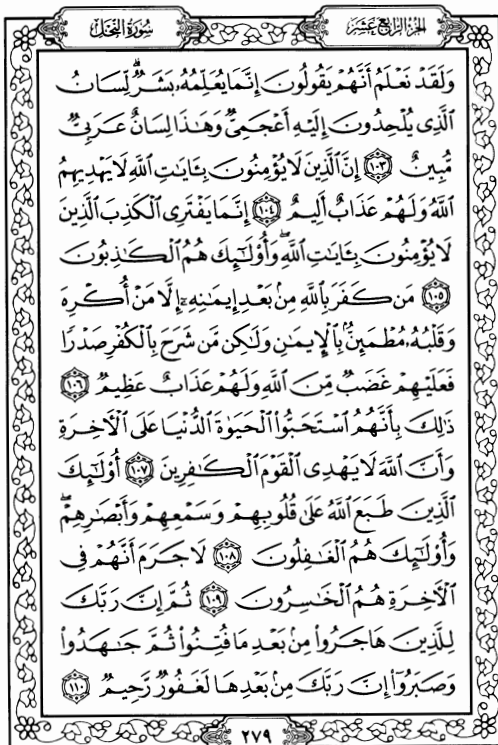 الجزء الرابع عشر
سورة النحل
وَلَقَدْ نَعْلَمُ أَنَّهُمْ يَقُولُونَ إِنَّمَا يُعَلِّمُهُۥ بَشَرٌۗ لِّسَانُ
ٱلَّذِى يُلْحِدُونَ إِلَيْهِ أَعْجَمِىٌّ وَهَٰذَا لِسَانٌ عَرَبِىٌّ
مُّبِينٌ ١٠٣ إِنَّ ٱلَّذِينَ لَا يُؤْمِنُونَ بِـَٔايَٰتِ ٱللَّهِ لَا يَهْدِيهِمُ
ٱللَّهُ وَلَهُمْ عَذَابٌ أَلِيمٌ ١٠٤ إِنَّمَا يَفْتَرِى ٱلْكَذِبَ ٱلَّذِينَ
لَا يُؤْمِنُونَ بِـَٔايَٰتِ ٱللَّهِۖ وَأُو۟لَٰٓئِكَ هُمُ ٱلْكَٰذِبُونَ
١٠٥ مَن كَفَرَ بِٱللَّهِ مِنۢ بَعْدِ إِيمَٰنِهِۦٓ إِلَّا مَنْ أُكْرِهَ
وَقَلْبُهُۥ مُطْمَئِنٌّۢ بِٱلْإِيمَٰنِ وَلَٰكِن مَّن شَرَحَ بِٱلْكُفْرِ صَدْرًا
فَعَلَيْهِمْ غَضَبٌ مِّنَ ٱللَّهِ وَلَهُمْ عَذَابٌ عَظِيمٌ ١٠٦
ذَٰلِكَ بِأَنَّهُمُ ٱسْتَحَبُّوا۟ ٱلْحَيَوٰةَ ٱلدُّنْيَا عَلَى ٱلْءَاخِرَةِ
وَأَنَّ ٱللَّهَ لَا يَهْدِى ٱلْقَوْمَ ٱلْكَٰفِرِينَ ١٠٧ أُو۟لَٰٓئِكَ
ٱلَّذِينَ طَبَعَ ٱللَّهُ عَلَىٰ قُلُوبِهِمْ وَسَمْعِهِمْ وَأَبْصَٰرِهِمْۖ
وَأُو۟لَٰٓئِكَ هُمُ ٱلْغَٰفِلُونَ ١٠٨ لَا جَرَمَ أَنَّهُمْ فِى
ٱلْءَاخِرَةِ هُمُ ٱلْخَٰسِرُونَ ١٠٩ ثُمَّ إِنَّ رَبَّكَ
لِلَّذِينَ هَاجَرُوا۟ مِنۢ بَعْدِ مَا فُتِنُوا۟ ثُمَّ جَٰهَدُوا۟
وَصَبَرُوٓا۟ إِنَّ رَبَّكَ مِنۢ بَعْدِهَا لَغَفُورٌ رَّحِيمٌ ١١٠
٢٧٩